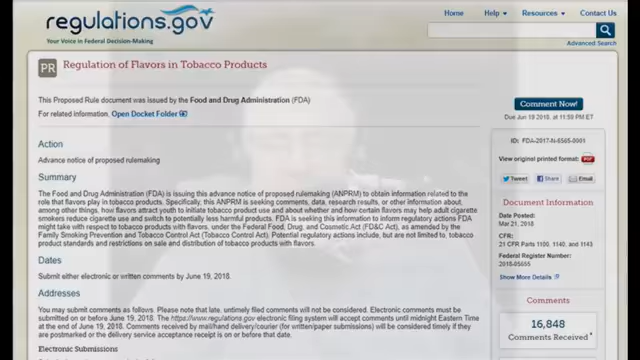 regulations.gov
Your Voice in Federal Decision-Making
Home Help Resources Contact Us
Advanced Search
PR Regulation of Flavors in Tobacco Products
This Proposed Rule document was issued by the Food and Drug Administration (FDA)
For related information, Open Docket Folder
Action
Advance notice of proposed rulemaking
Summary
The Food and Drug Administration (FDA) is issuing this advance notice of proposed rulemaking (ANPRM) to obtain information related to the
role that flavors play in tobacco products. Specifically, this ANPRM is seeking comments, data, research results, or other information about,
among other things, how flavors attract youth to initiate tobacco product use and about whether and how certain flavors may help adult cigarette
smokers reduce cigarette use and switch to potentially less harmful products. FDA is seeking this information to inform regulatory actions FDA
might take with respect to tobacco products with flavors, under the Federal Food, Drug, and Cosmetic Act (FD&C Act), as amended by the
Family Smoking Prevention and Tobacco Control Act (Tobacco Control Act). Potential regulatory actions include, but are not limited to, tobacco
product standards and restrictions on sale and distribution of tobacco products with flavors.
Dates
Submit either electronic or written comments by June 19, 2018.
Addresses
You may submit comments as follows. Please note that late, untimely filed comments will not be considered. Electronic comments must be
submitted on or before June 19, 2018. The https://www.regulations.gov electronic filing system will accept comments until midnight Eastern Time
at the end of June 19, 2018. Comments received by mail/hand delivery/courier (for written/paper submissions) will be considered timely if they
are postmarked or the delivery service acceptance receipt is on or before that date.
Electronic Submissions
Comment Now!
Due Jun 19 2018, at 11:59 PM ET
ID: FDA-2017-N-6565-0001
View original printed format: PDF
Tweet Share Email
Document Information
Date Posted:
Mar 21, 2018
CFR:
21 CFR Parts 1100, 1140, and 1143
Federal Register Number:
2018-05655
Show More Details
Comments
16,848
Comments Received*